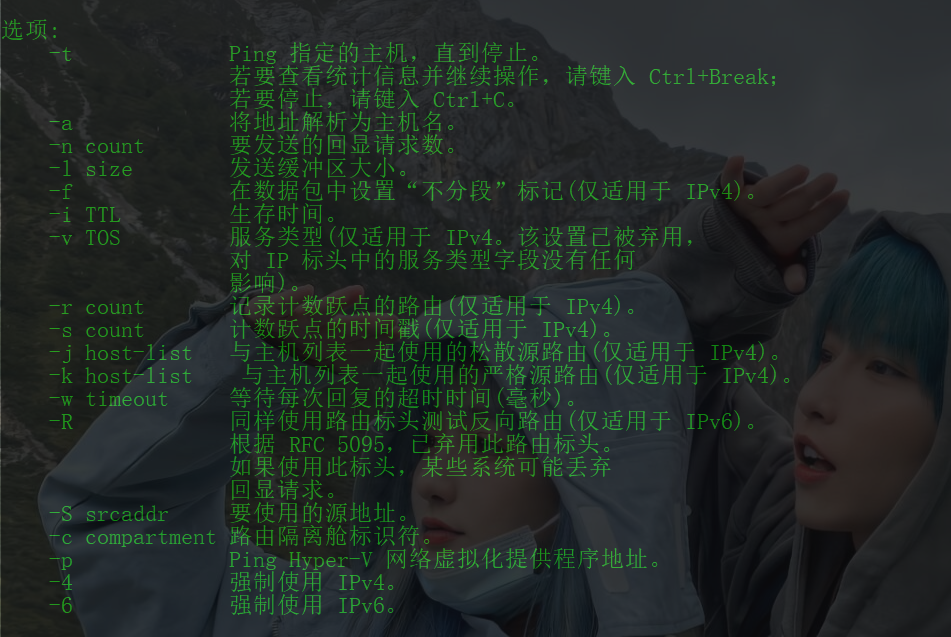 选项:
    -t             Ping 指定的主机，直到停止。
                   若要查看统计信息并继续操作，请键入 Ctrl+Break;
                   若要停止，请键入 Ctrl+C。
    -a             将地址解析为主机名。
    -n count       要发送的回显请求数。
    -l size        发送缓冲区大小。
    -f             在数据包中设置“不分段”标记(仅适用于 IPv4)。
    -i TTL         生存时间。
    -v TOS         服务类型(仅适用于 IPv4。该设置已被弃用，
                   对 IP 标头中的服务类型字段没有任何
                   影响)。
    -r count       记录计数跃点的路由(仅适用于 IPv4)。
    -s count       计数跃点的时间戳(仅适用于 IPv4)。
    -j host-list   与主机列表一起使用的松散源路由(仅适用于 IPv4)。
    -k host-list    与主机列表一起使用的严格源路由(仅适用于 IPv4)。
    -w timeout     等待每次回复的超时时间(毫秒)。
    -R             同样使用路由标头测试反向路由(仅适用于 IPv6)。
                   根据 RFC 5095，已弃用此路由标头。
                   如果使用此标头，某些系统可能丢弃
                   回显请求。
    -S srcaddr     要使用的源地址。
    -c compartment 路由隔离舱标识符。
    -p             Ping Hyper-V 网络虚拟化提供程序地址。
    -4             强制使用 IPv4。
    -6             强制使用 IPv6。